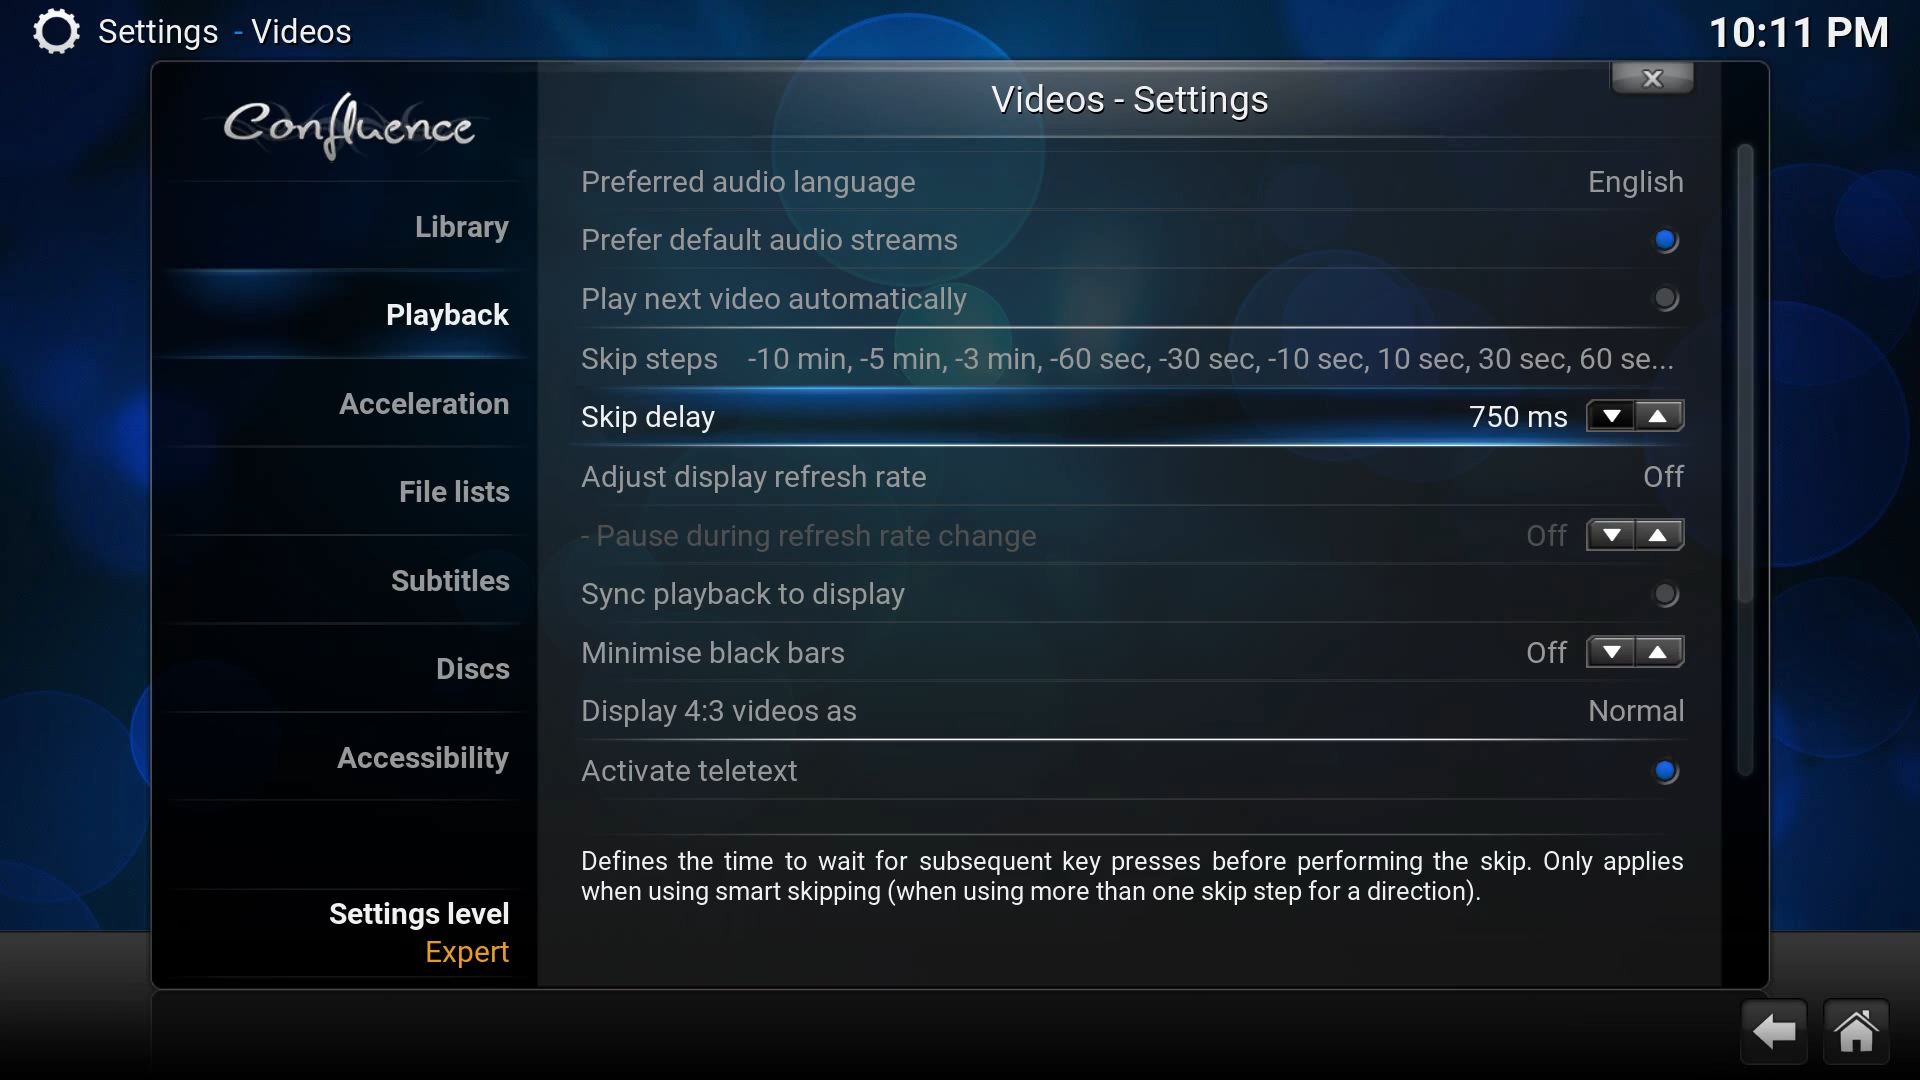 Settings - Videos
10:11 PM
Confluence
Videos - Settings
Library
Playback
Acceleration
File lists
Subtitles
Discs
Accessibility
Settings level
Expert
Preferred audio language English
Prefer default audio streams
Play next video automatically
Skip steps -10 min, -5 min, -3 min, -60 sec, -30 sec, -10 sec, 10 sec, 30 sec, 60 se...
Skip delay 750 ms
Adjust display refresh rate Off
- Pause during refresh rate change Off
Sync playback to display
Minimise black bars Off
Display 4:3 videos as Normal
Activate teletext
Defines the time to wait for subsequent key presses before performing the skip. Only applies
when using smart skipping (when using more than one skip step for a direction).